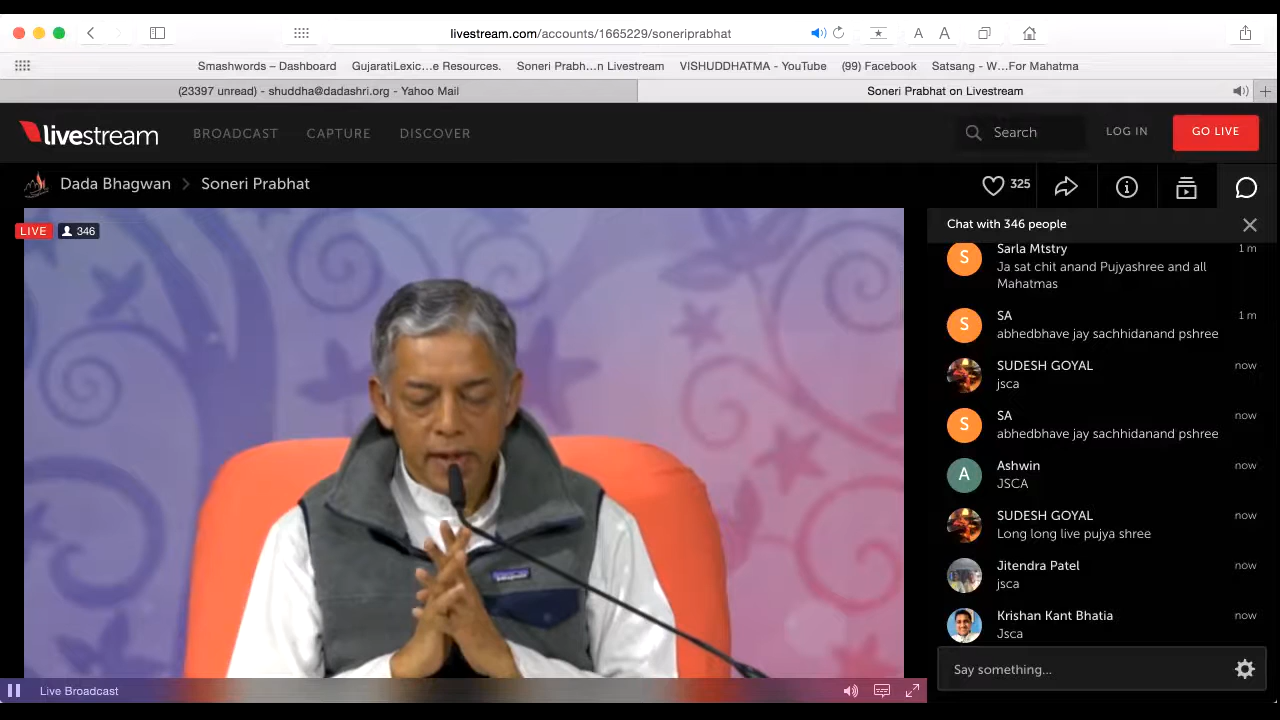 livestream.com/accounts/1665229/soneriprabhat
A A
Smashwords – Dashboard GujaratiLexic...e Resources. Soneri Prabh...n Livestream VISHUDDHATMA - YouTube (99) Facebook Satsang - W...For Mahatma
(23397 unread) - shuddha@dadashri.org - Yahoo Mail Soneri Prabhat on Livestream
livestream BROADCAST CAPTURE DISCOVER Search LOG IN GO LIVE
Dada Bhagwan > Soneri Prabhat 325
LIVE 346
Chat with 346 people
S Sarla Mtstry 1 m
Ja sat chit anand Pujyashree and all
Mahatmas
S SA 1 m
abhedbhave jay sachhidanand pshree
SUDESH GOYAL now
jsca
S SA now
abhedbhave jay sachhidanand pshree
A Ashwin now
JSCA
SUDESH GOYAL now
Long long live pujya shree
Jitendra Patel now
jsca
Krishan Kant Bhatia now
Jsca
Say something...
Live Broadcast